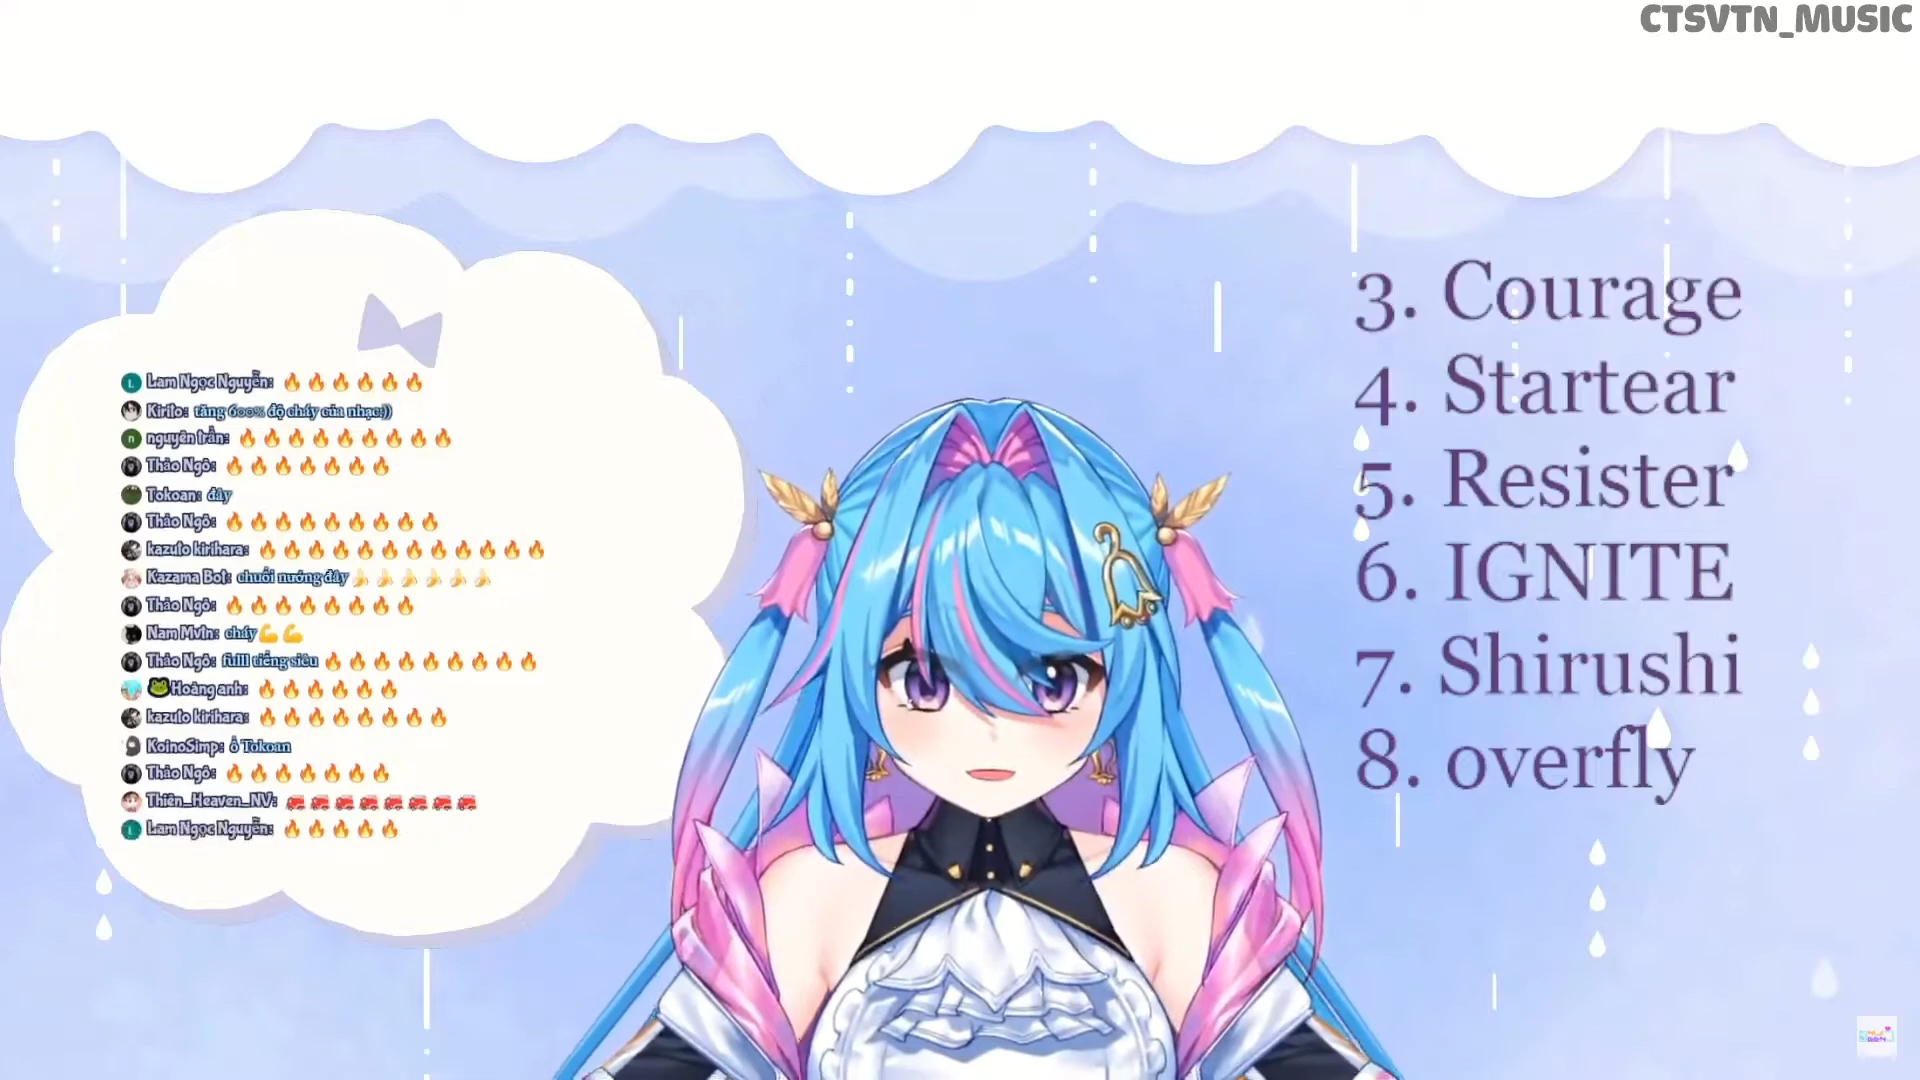 CTSVTN_MUSIC
Lam Ngọc Nguyễn: 🔥🔥🔥🔥🔥🔥
Kirito: tăng 600% độ cháy của nhạc:))
nguyên trần: 🔥🔥🔥🔥🔥🔥🔥🔥🔥
Thảo Ngô: 🔥🔥🔥🔥🔥🔥🔥
Tokoan: đây
Thảo Ngô: 🔥🔥🔥🔥🔥🔥🔥🔥🔥
kazuto kirihara: 🔥🔥🔥🔥🔥🔥🔥🔥🔥🔥🔥🔥
Kazama Bot: chuối nướng đây🍌🍌🍌🍌🍌🍌
Thảo Ngô: 🔥🔥🔥🔥🔥🔥🔥🔥
Nam Mvln: cháy💪💪
Thảo Ngô: fulll tiếng siêu 🔥🔥🔥🔥🔥🔥🔥🔥🔥
🐸Hoàng anh: 🔥🔥🔥🔥🔥🔥
kazuto kirihara: 🔥🔥🔥🔥🔥🔥🔥🔥
KoinoSimp: ồ Tokoan
Thảo Ngô: 🔥🔥🔥🔥🔥🔥🔥
Thiên_Heaven_NV: 🚒🚒🚒🚒🚒🚒🚒🚒
Lam Ngọc Nguyễn: 🔥🔥🔥🔥🔥
3. Courage
4. Startear
5. Resister
6. IGNITE
7. Shirushi
8. overfly